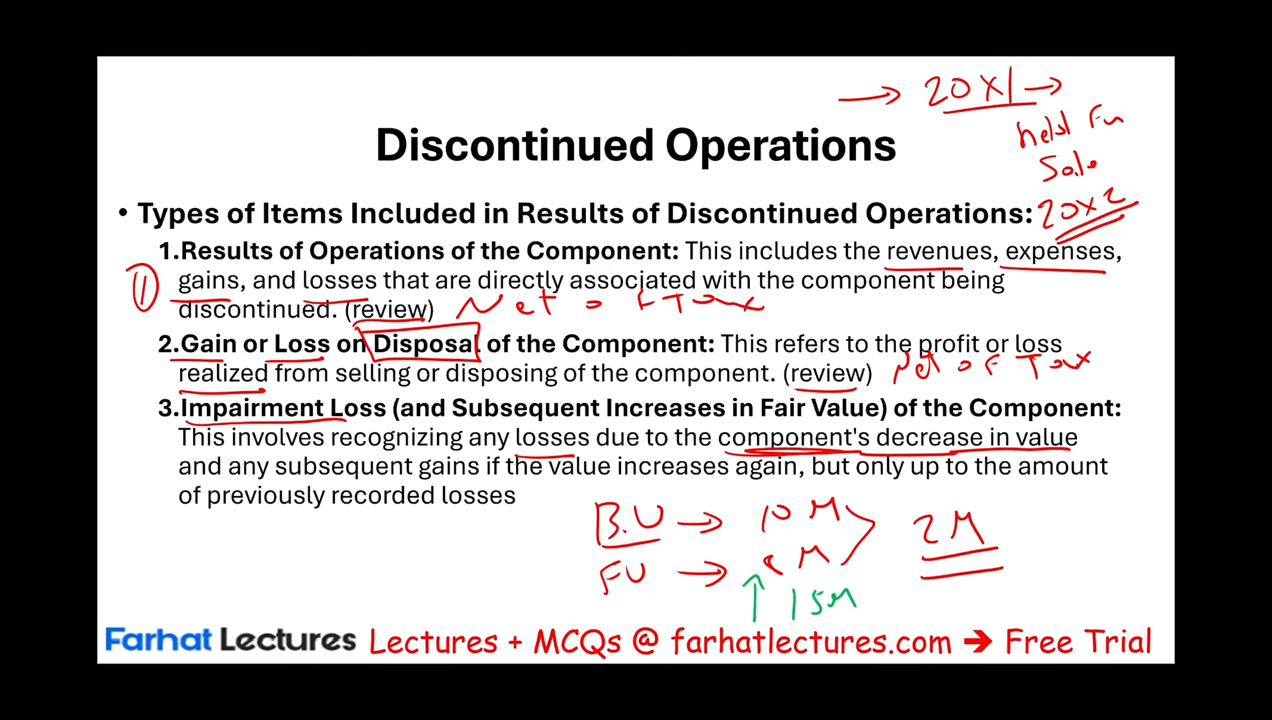 → 20X1 →
held For
Sale
20X2
Discontinued Operations
• Types of Items Included in Results of Discontinued Operations:
1.Results of Operations of the Component: This includes the revenues, expenses,
gains, and losses that are directly associated with the component being
discontinued. (review) Net of Tax
①
2.Gain or Loss on Disposal of the Component: This refers to the profit or loss
realized from selling or disposing of the component. (review) Net of Tax
3.Impairment Loss (and Subsequent Increases in Fair Value) of the Component:
This involves recognizing any losses due to the component's decrease in value
and any subsequent gains if the value increases again, but only up to the amount
of previously recorded losses
B.V → 10 M
2M
FV → 8 M
↑ 15M
Farhat Lectures Lectures + MCQs @ farhatlectures.com → Free Trial